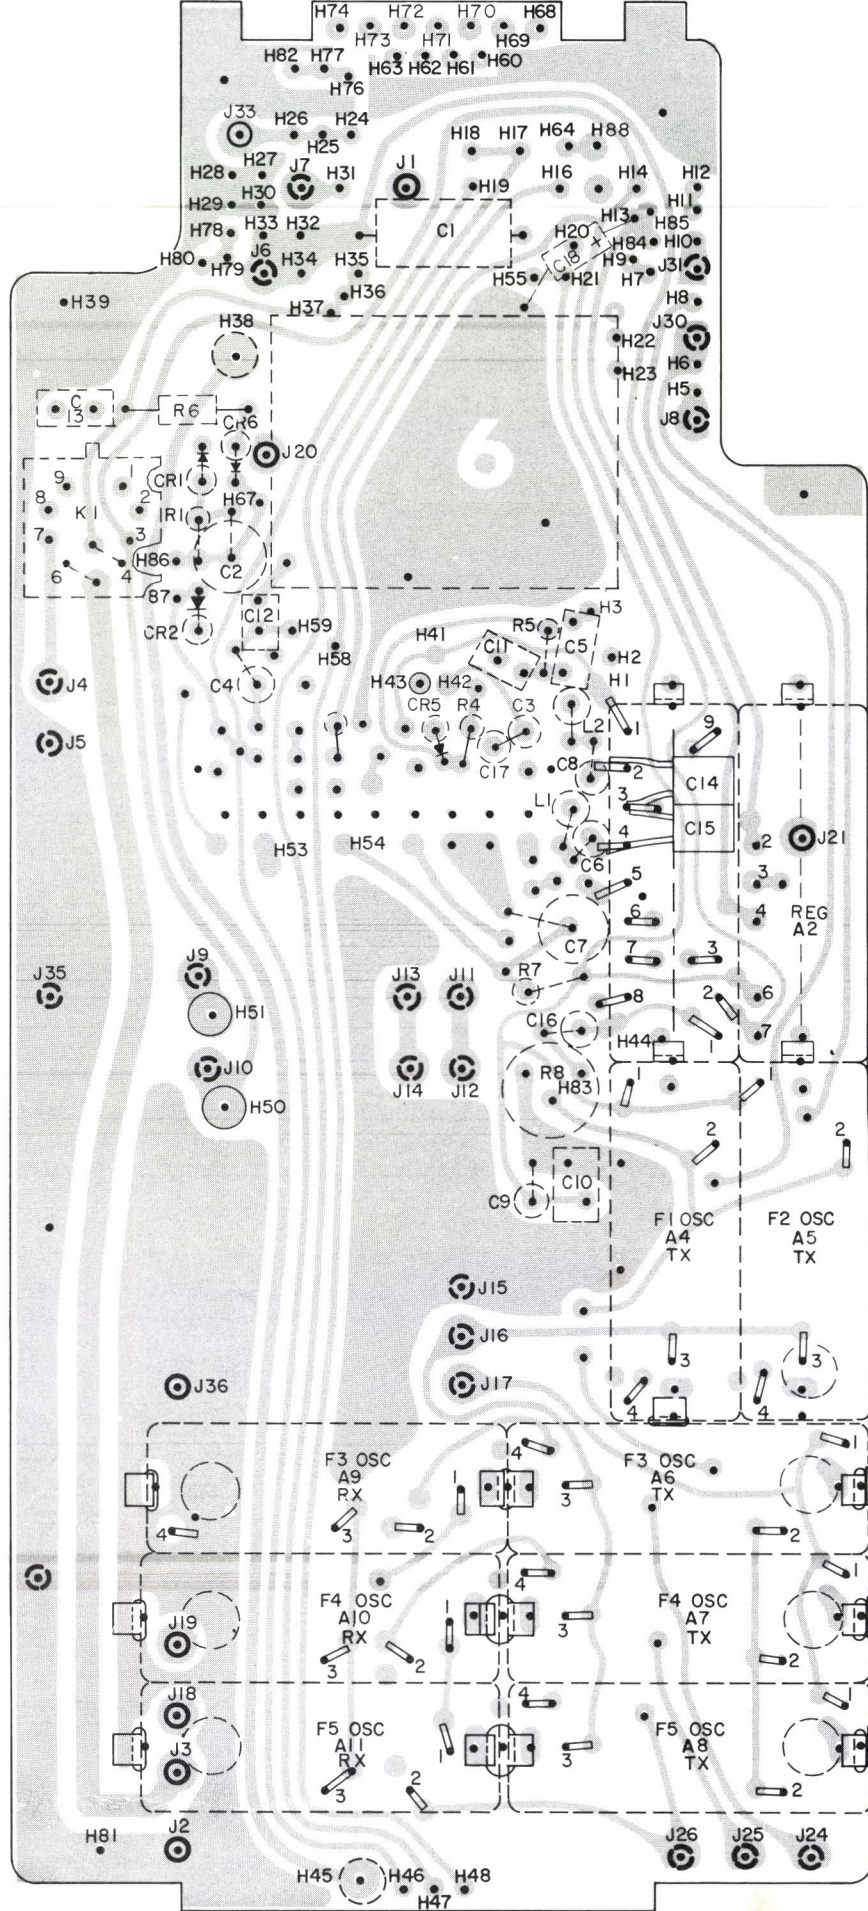 H74 H72 H70 H68
H73 H71 H69
H82 H77 H63 H62 H61 H60
H76
J33 H26 H24
H25 H18 H17 H64 H88
H28 H27 J7 H31 J1 H19 H16 H14 H12
H29 H30 H11
H13 H85
H78 H33 H32 C1 H20 + H84 H10
H80 H79 J6 H34 H35 C18 H9 J31
H55 H21 H7
H39 H37 H36 H8
H38 J30
H22
H6
H23
H5
C13 R6
CR6 J8
J20 6
9 1 CR1
8 K1 2 R1 H67
7 3
6 4 H86 C2
87 C12 H3
CR2 H59 H41 R5 C5
H58 C11 H2
J4 C4 H43 H42 H1
CR5 R4 C3
J5 L2 1 9
C17 C8 2 C14
L1 3
H53 H54 4 C15 2 J21
C6
5 3
6 4 REG
A2
C7
J9 7 3
J35 J13 J11 R7
8 2 6
H51 C16
H44 1 7
J10 J14 J12 R8
H83 1 1
H50
2 2
C10
C9
F1 OSC
A4
TX
F2 OSC
A5
TX
J15
J16
3 3
J36 J17
4 4
F3 OSC
A9
RX
F3 OSC
A6
TX
4 1
1 3
4 3 2 2
F4 OSC
A10
RX
F4 OSC
A7
TX
4 1
J19 1 3
3 2 2
J18 4 1
F5 OSC
A11
RX
F5 OSC
A8
TX
J3 1 3
3 2 2
H81 J2 J26 J25 J24
H45 H46 H48
H47